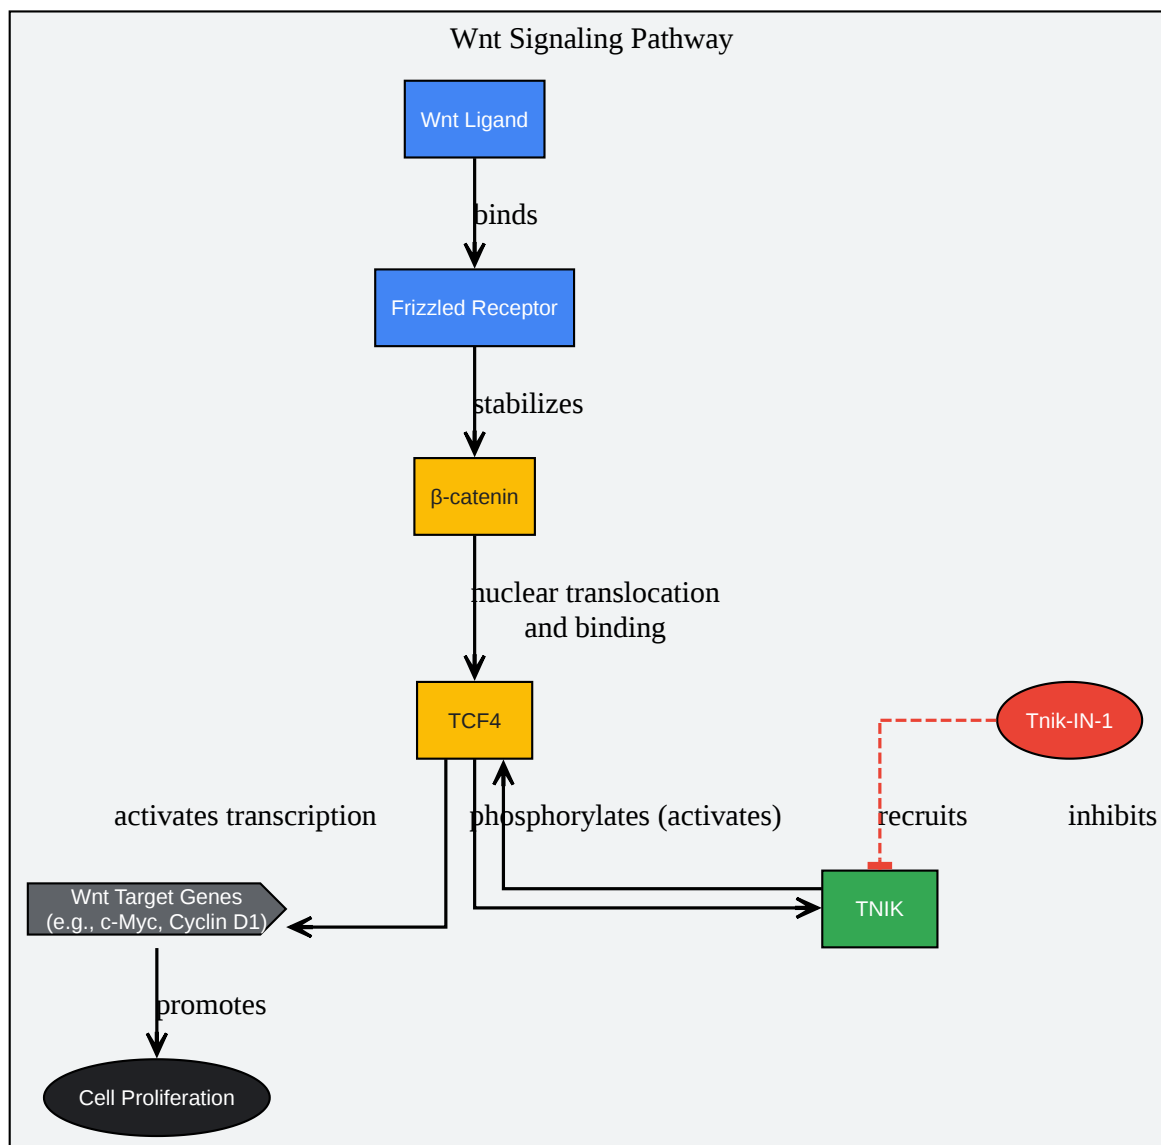 Wnt Signaling Pathway
Wnt Ligand
binds
Frizzled Receptor
stabilizes
β-catenin
nuclear translocation
and binding
TCF4
Tnik-IN-1
activates transcription
phosphorylates (activates)
recruits
inhibits
Wnt Target Genes
(e.g., c-Myc, Cyclin D1)
TNIK
promotes
Cell Proliferation